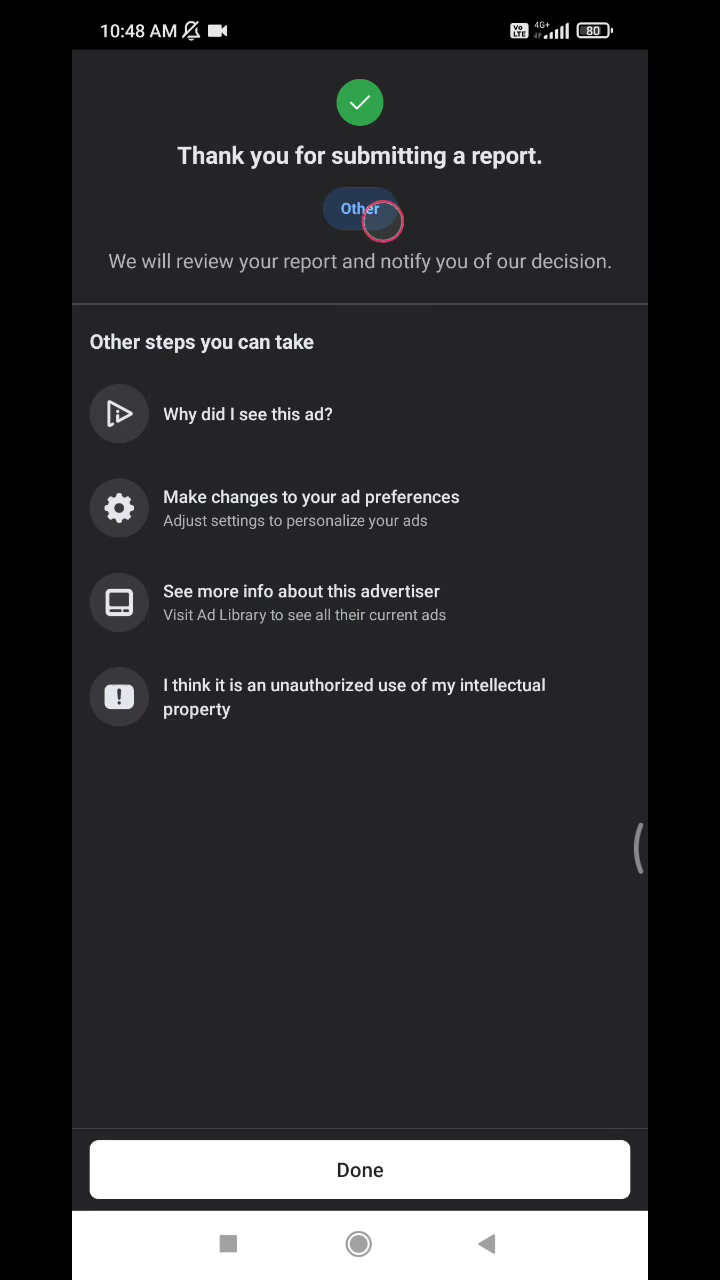 10:48 AM
Vo LTE 4G+ 80
Thank you for submitting a report.
Other
We will review your report and notify you of our decision.
Other steps you can take
Why did I see this ad?
Make changes to your ad preferences
Adjust settings to personalize your ads
See more info about this advertiser
Visit Ad Library to see all their current ads
I think it is an unauthorized use of my intellectual
property
Done